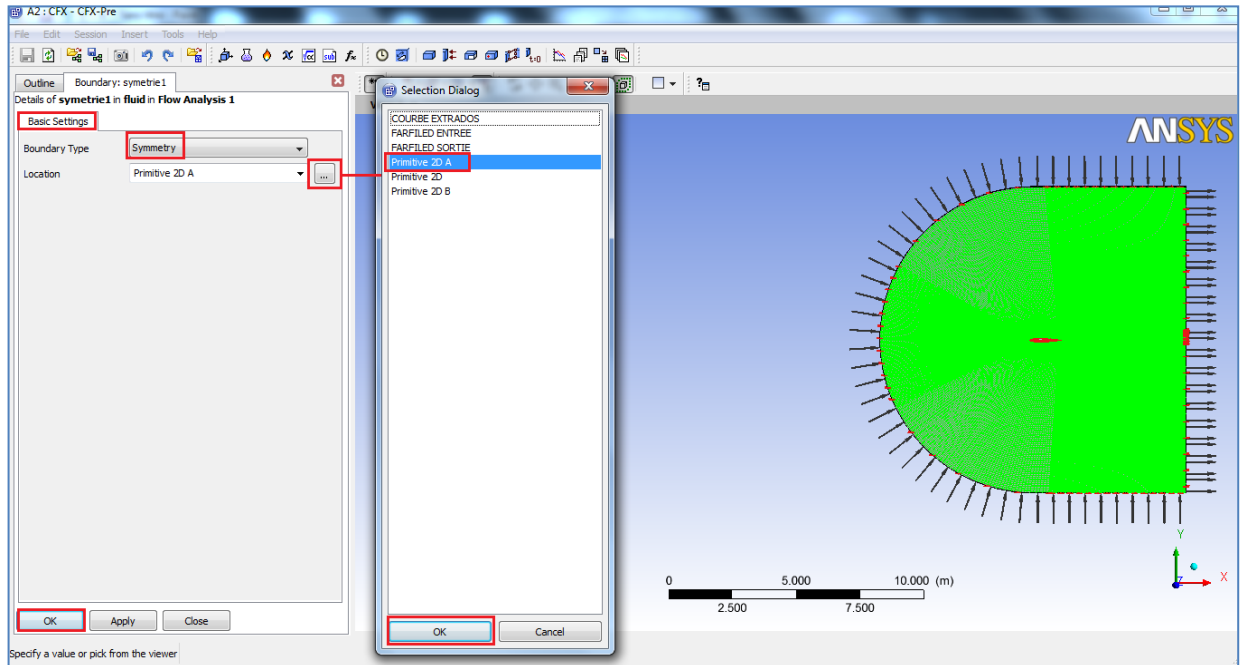 A2 : CFX - CFX-Pre
File Edit Session Insert Tools Help
Outline Boundary: symetrie1
Details of symetrie1 in fluid in Flow Analysis 1
Basic Settings
Boundary Type Symmetry
Location Primitive 2D A ...
Selection Dialog
COURBE EXTRADOS
FARFILED ENTREE
FARFILED SORTIE
Primitive 2D A
Primitive 2D
Primitive 2D B
OK Cancel
ANSYS
Y
X
Z
0 5.000 10.000 (m)
2.500 7.500
OK Apply Close
Specify a value or pick from the viewer